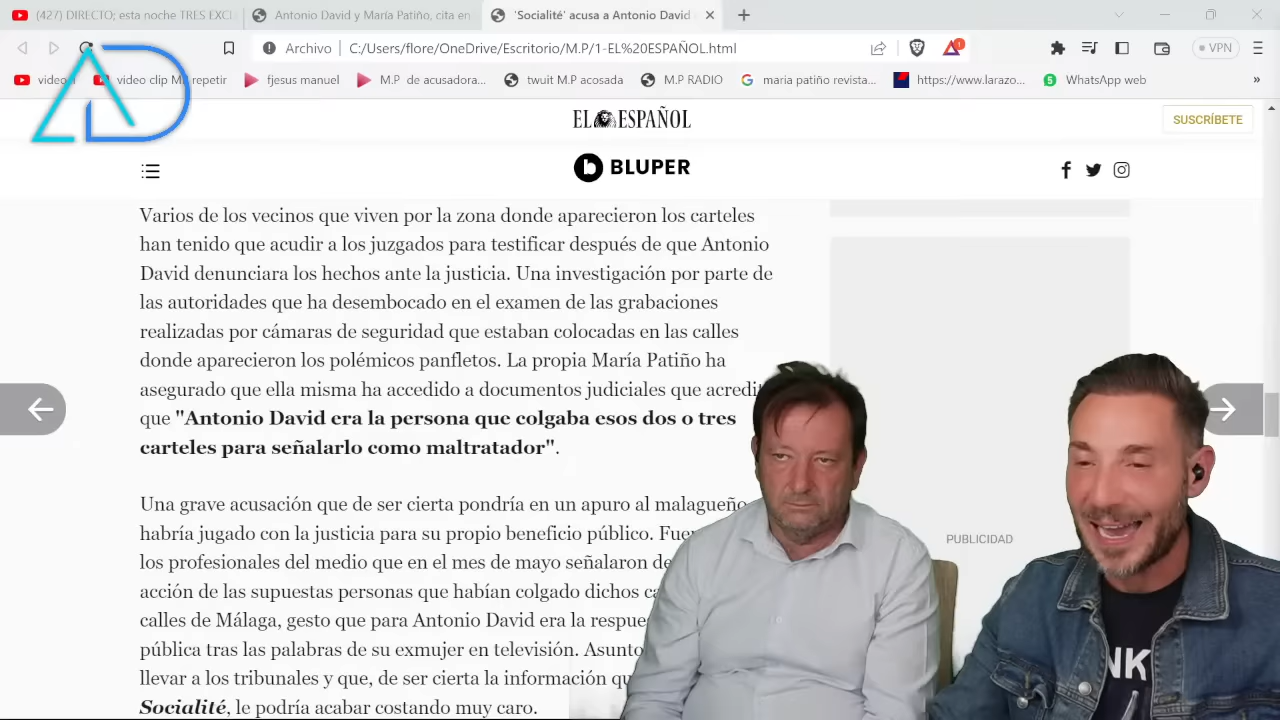 (427) DIRECTO; esta noche TRES EXCL
Antonio David y María Patiño, cita en
'Socialité' acusa a Antonio David
Archivo
C:/Users/flore/OneDrive/Escritorio/M.P/1-EL%20ESPAÑOL.html
1
VPN
video
video clip M.P repetir
fjesus manuel
M.P de acusadora...
twuit M.P acosada
M.P RADIO
maria patiño revista...
https://www.larazo...
WhatsApp web
»
AD
EL ESPAÑOL
SUSCRÍBETE
b BLUPER
Varios de los vecinos que viven por la zona donde aparecieron los carteles
han tenido que acudir a los juzgados para testificar después de que Antonio
David denunciara los hechos ante la justicia. Una investigación por parte de
las autoridades que ha desembocado en el examen de las grabaciones
realizadas por cámaras de seguridad que estaban colocadas en las calles
donde aparecieron los polémicos panfletos. La propia María Patiño ha
asegurado que ella misma ha accedido a documentos judiciales que acredit
que "Antonio David era la persona que colgaba esos dos o tres
carteles para señalarlo como maltratador".
Una grave acusación que de ser cierta pondría en un apuro al malagueño
habría jugado con la justicia para su propio beneficio público. Fue
los profesionales del medio que en el mes de mayo señalaron de
acción de las supuestas personas que habían colgado dichos ca
calles de Málaga, gesto que para Antonio David era la respue
pública tras las palabras de su exmujer en televisión. Asunto
llevar a los tribunales y que, de ser cierta la información qu
Socialité, le podría acabar costando muy caro.
PUBLICIDAD
NK